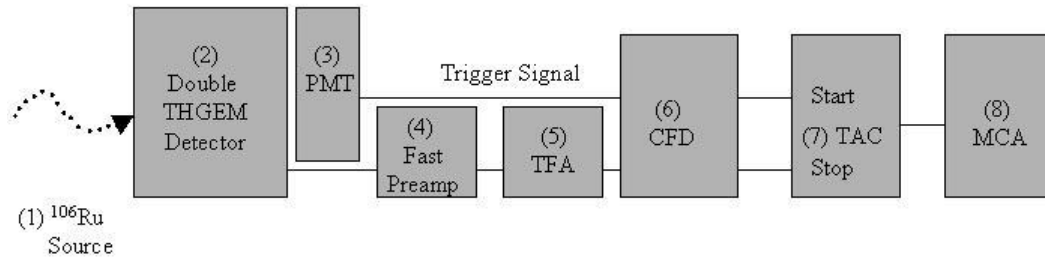 (2)
Double
THGEM
Detector
(3)
PMT
Trigger Signal
(4)
Fast
Preamp
(5)
TFA
(6)
CFD
Start
(7) TAC
Stop
(8)
MCA
(1) ¹⁰⁶Ru
Source